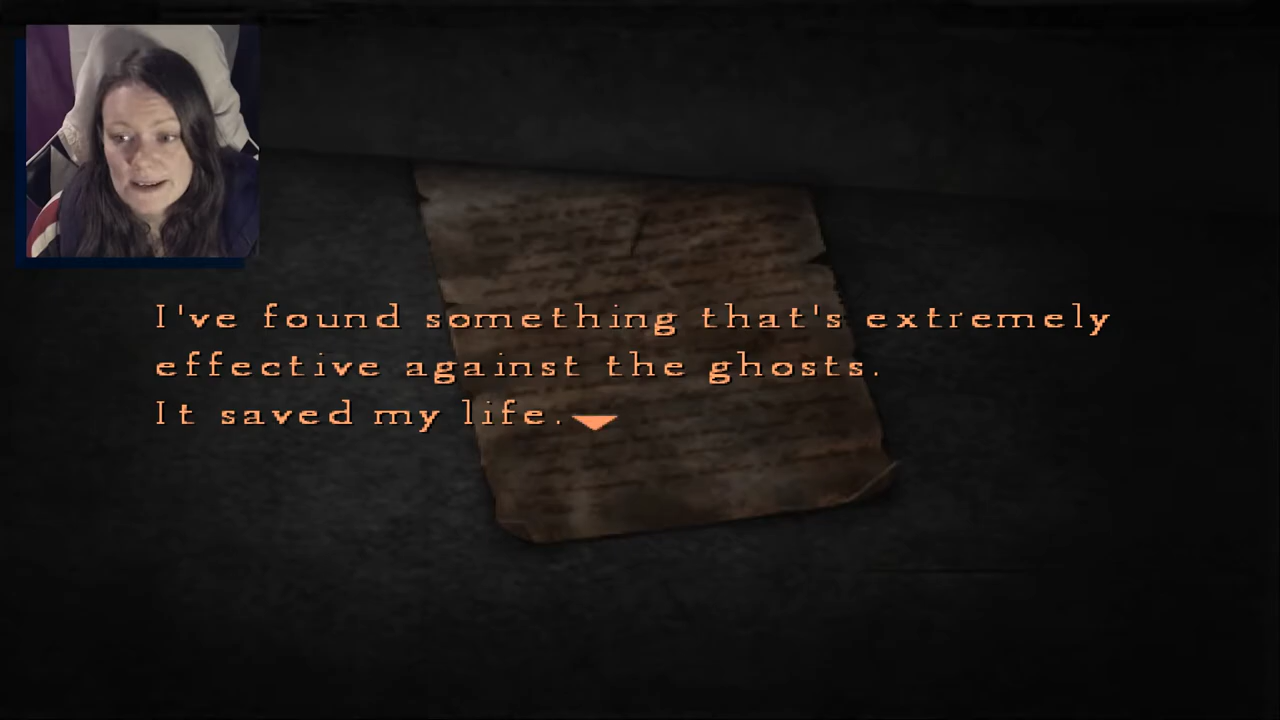 I've found something that's extremely
effective against the ghosts.
It saved my life.